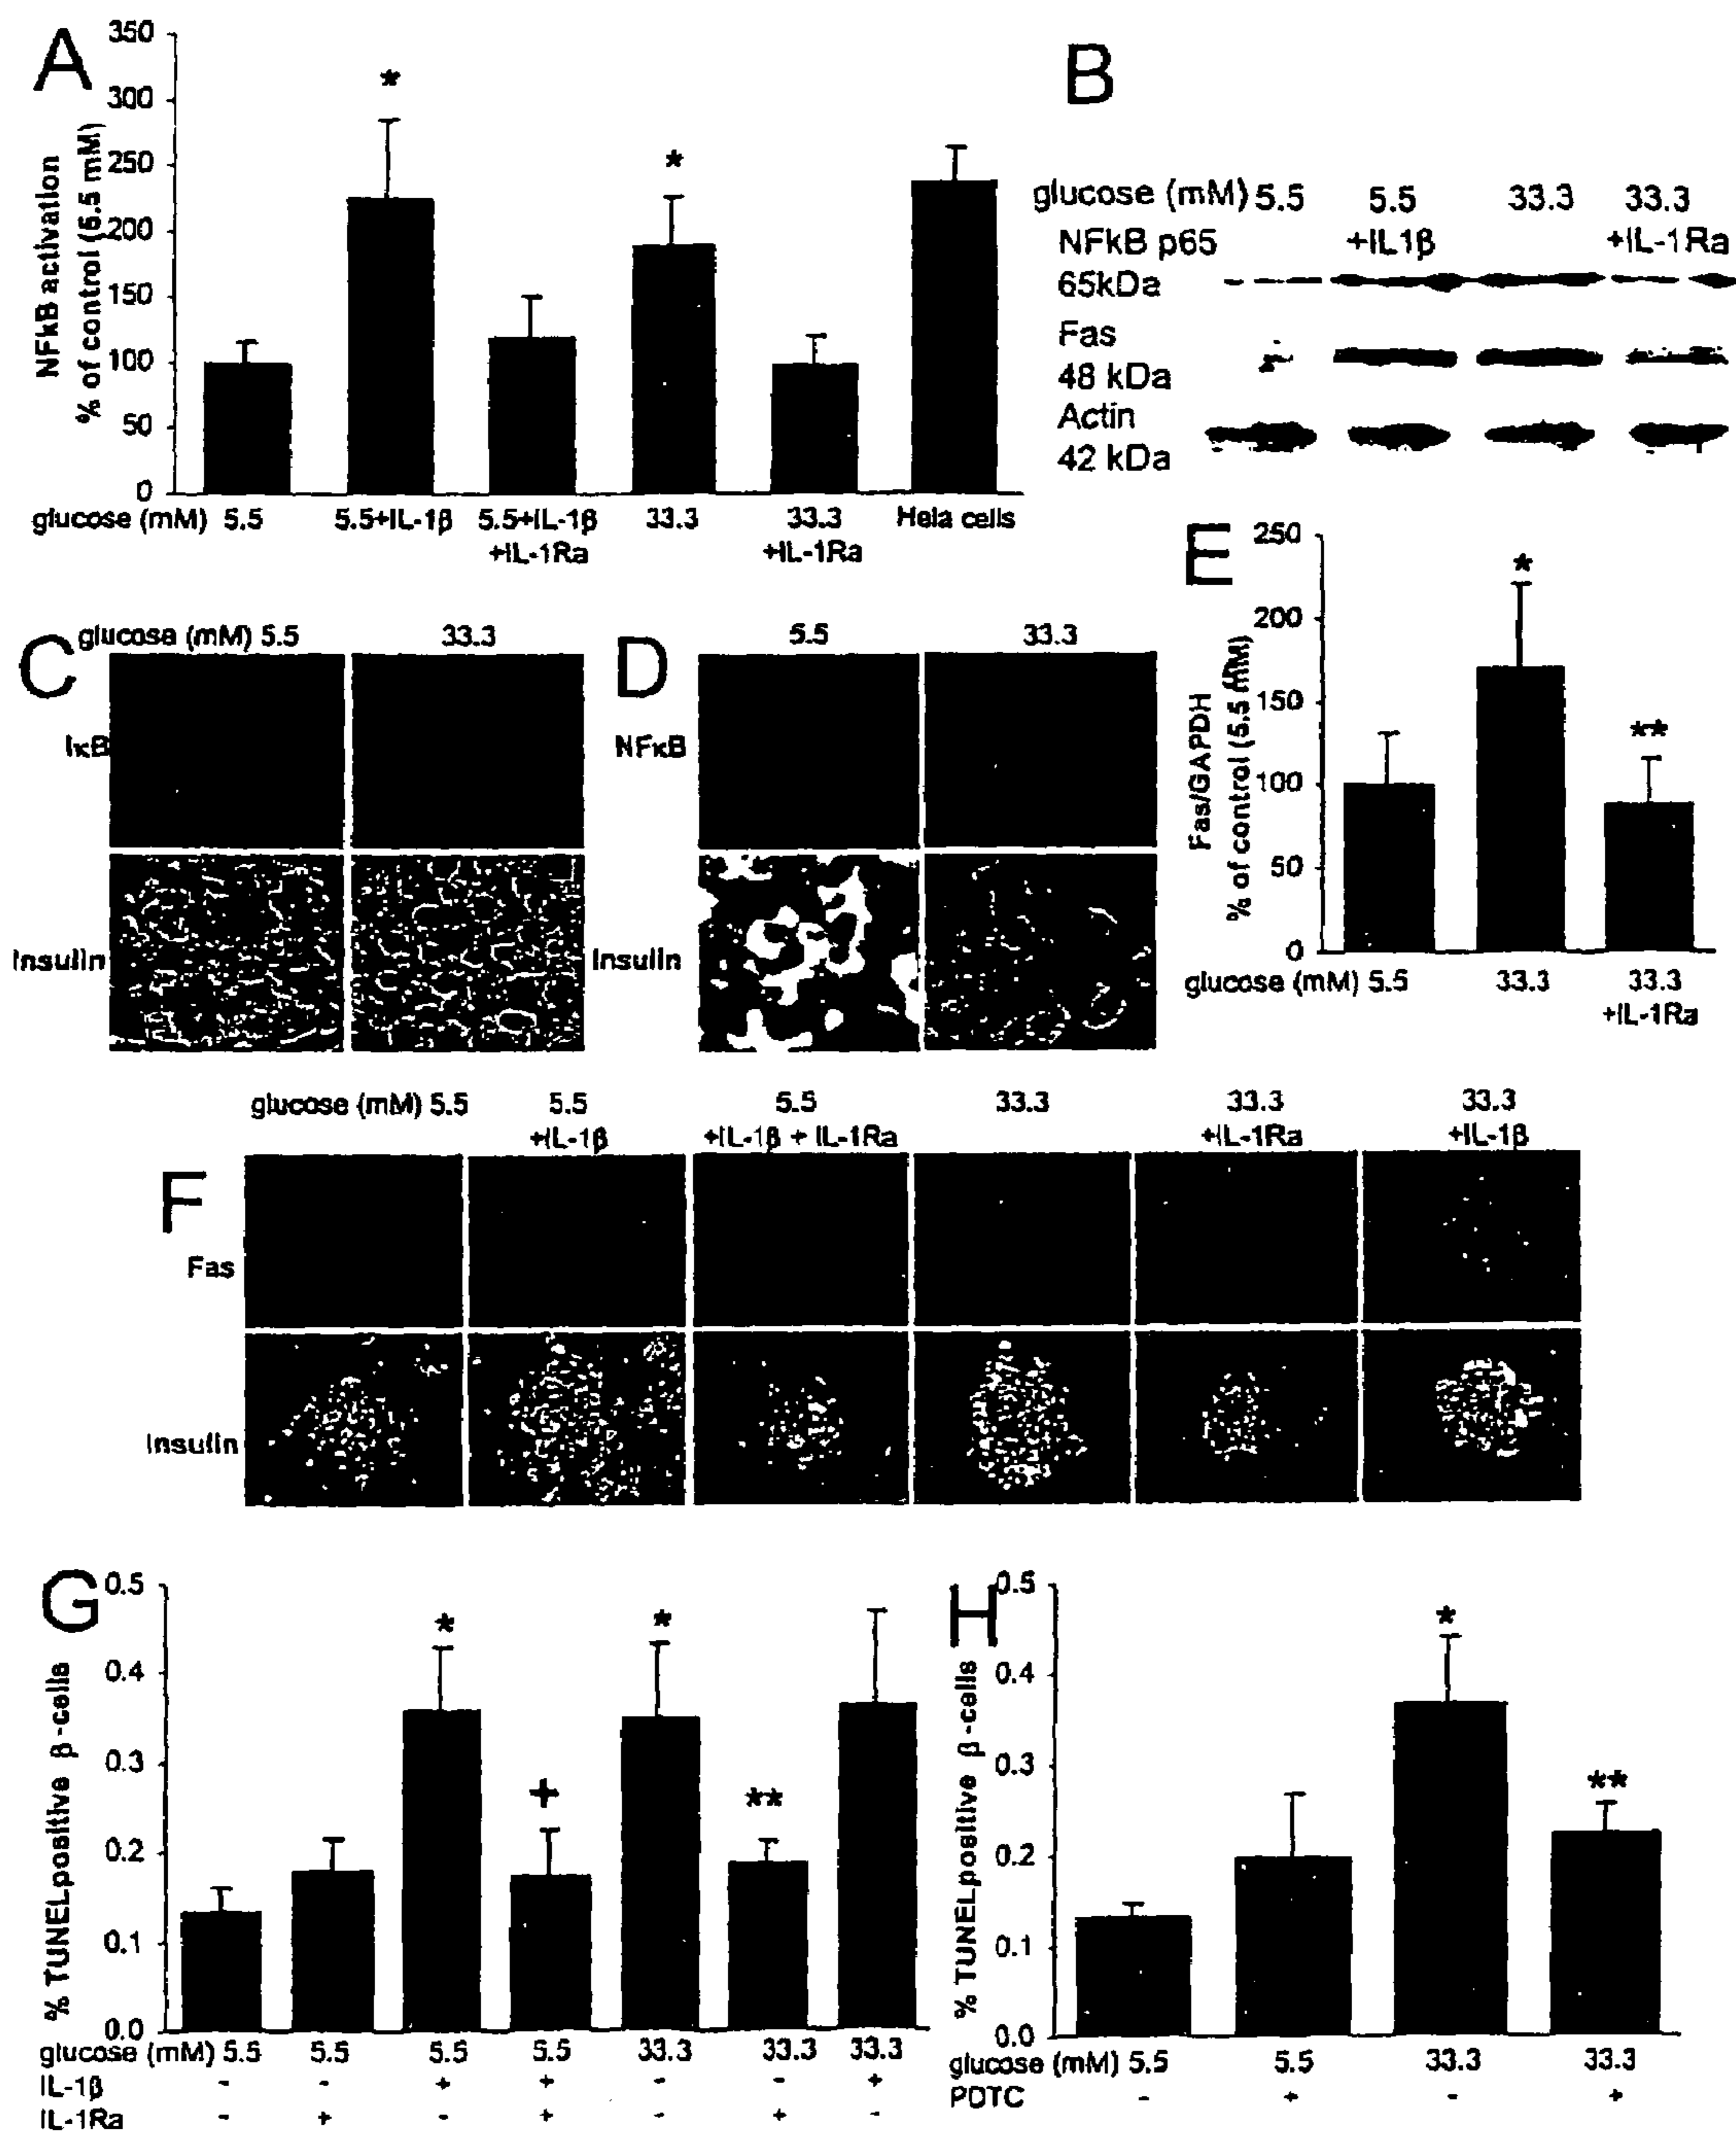 A
350
300
250
200
150
100
50
0
NFkB activation
% of control (5.5 mM)
*
*
glucose (mM) 5.5 5.5+IL-1β 5.5+IL-1β 33.3 33.3 Hela cells
+IL-1Ra +IL-1Ra
B
glucose (mM) 5.5 5.5 33.3 33.3
NFkB p65 +IL1β +IL-1Ra
65kDa
Fas
48 kDa
Actin
42 kDa
C
glucose (mM) 5.5 33.3
IκB
Insulin
D
5.5 33.3
NFκB
Insulin
E
250
200
150
100
50
0
Fas/GAPDH
% of control (5.5 mM)
*
**
glucose (mM) 5.5 33.3 33.3
+IL-1Ra
F
glucose (mM) 5.5 5.5 5.5 33.3 33.3 33.3
+IL-1β +IL-1β + IL-1Ra +IL-1Ra +IL-1β
Fas
Insulin
G
0.5
0.4
0.3
0.2
0.1
0.0
% TUNELpositive β-cells
* + * **
glucose (mM) 5.5 5.5 5.5 5.5 33.3 33.3 33.3
IL-1β - - + + - - +
IL-1Ra - + - + - + -
H
0.5
0.4
0.3
0.2
0.1
0.0
% TUNELpositive β-cells
* **
glucose (mM) 5.5 5.5 33.3 33.3
PDTC - + - +